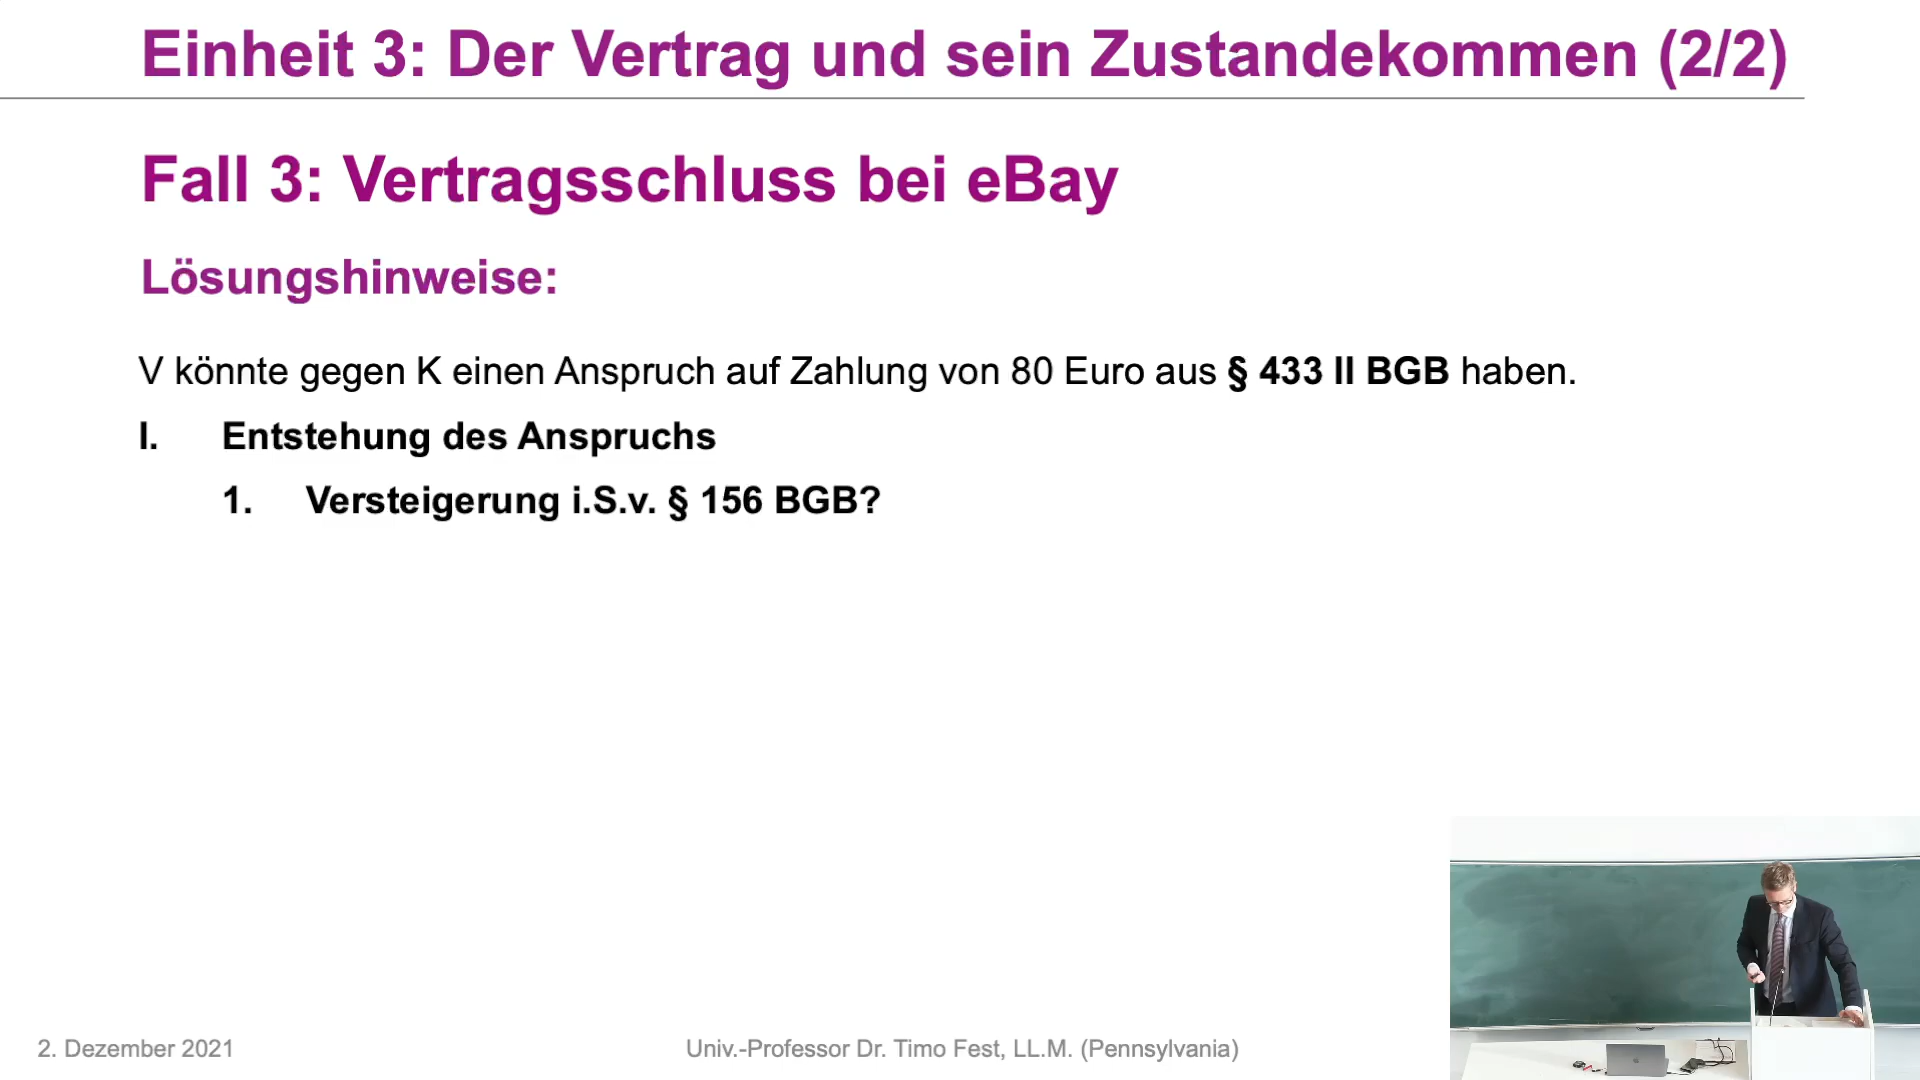 Einheit 3: Der Vertrag und sein Zustandekommen (2/2)
Fall 3: Vertragsschluss bei eBay
Lösungshinweise:
V könnte gegen K einen Anspruch auf Zahlung von 80 Euro aus § 433 II BGB haben.
I. Entstehung des Anspruchs
1. Versteigerung i.S.v. § 156 BGB?
2. Dezember 2021
Univ.-Professor Dr. Timo Fest, LL.M. (Pennsylvania)